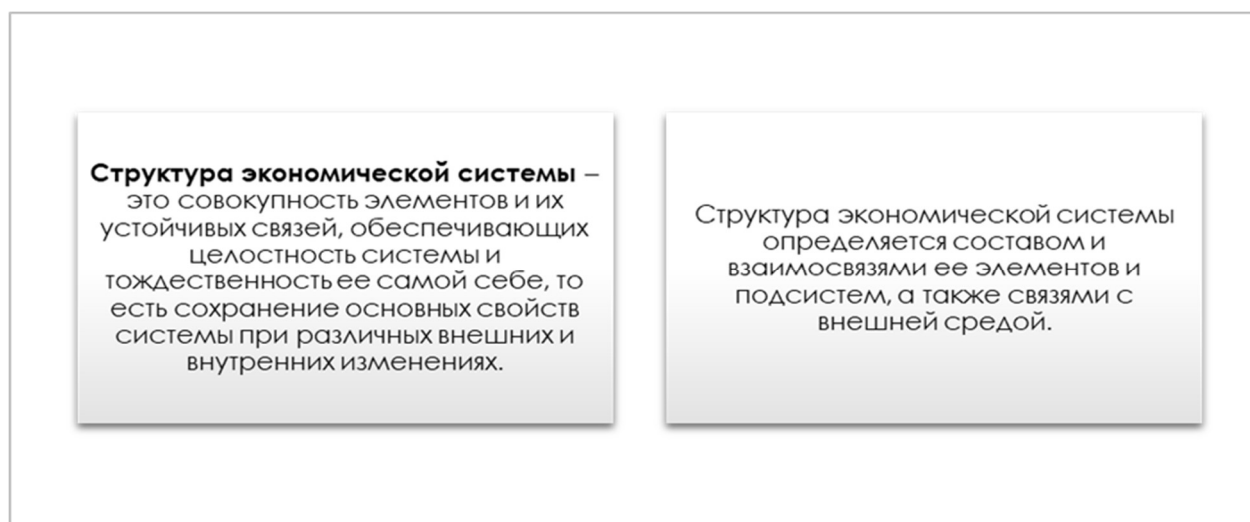 Структура экономической системы –
это совокупность элементов и их
устойчивых связей, обеспечивающих
целостность системы и
тождественность ее самой себе, то
есть сохранение основных свойств
системы при различных внешних и
внутренних изменениях.
Структура экономической системы
определяется составом и
взаимосвязями ее элементов и
подсистем, а также связями с
внешней средой.